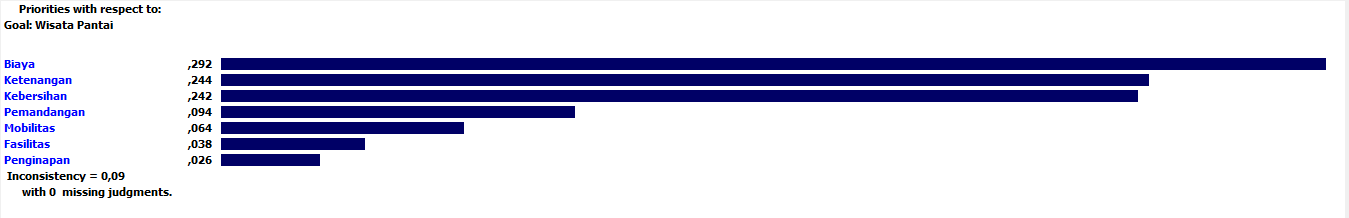 Priorities with respect to:
Goal: Wisata Pantai
Biaya ,292
Ketenangan ,244
Kebersihan ,242
Pemandangan ,094
Mobilitas ,064
Fasilitas ,038
Penginapan ,026
Inconsistency = 0,09
with 0 missing judgments.